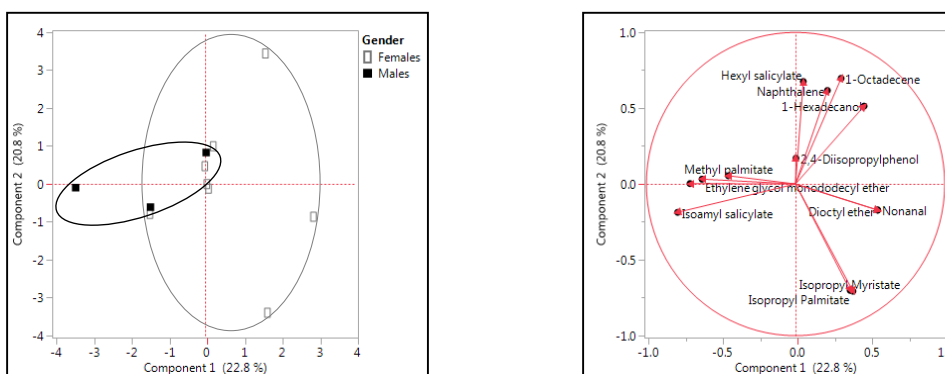 Gender
Females
Males
4
3
2
1
0
-1
-2
-3
-4
Component 2 (20.8 %)
-4 -3 -2 -1 0 1 2 3 4
Component 1 (22.8 %)
1.0
0.5
0.0
-0.5
-1.0
Component 2 (20.8 %)
Hexyl salicylate
1-Octadecene
Naphthalene
1-Hexadecanol
2,4-Diisopropylphenol
Methyl palmitate
Ethylene glycol monododecyl ether
Isoamyl salicylate
Dioctyl ether
Nonanal
Isopropyl Myristate
Isopropyl Palmitate
-1.0 -0.5 0.0 0.5
Component 1 (22.8 %)